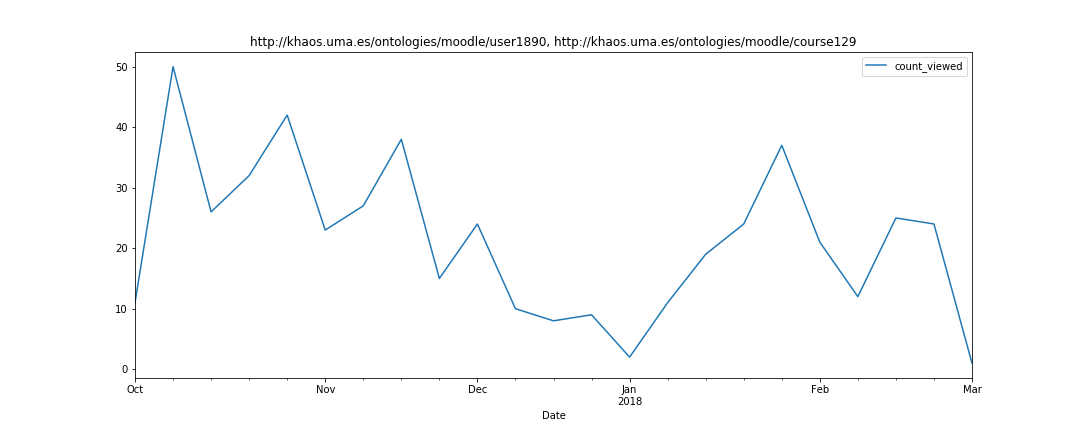 http://khaos.uma.es/ontologies/moodle/user1890, http://khaos.uma.es/ontologies/moodle/course129
count_viewed
50
40
30
20
10
0
Oct Nov Dec Jan Feb Mar
2018
Date